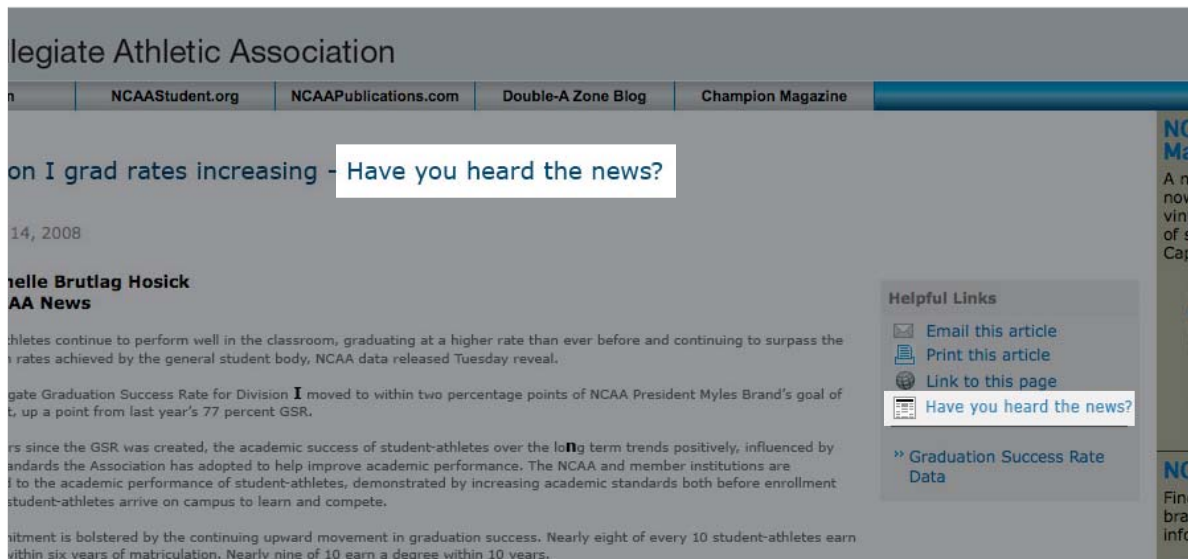 legiate Athletic Association
NCAAStudent.org NCAAPublications.com Double-A Zone Blog Champion Magazine
on I grad rates increasing - Have you heard the news?
14, 2008
nelle Brutlag Hosick
AA News
thletes continue to perform well in the classroom, graduating at a higher rate than ever before and continuing to surpass the
n rates achieved by the general student body, NCAA data released Tuesday reveal.
gate Graduation Success Rate for Division I moved to within two percentage points of NCAA President Myles Brand's goal of
t, up a point from last year's 77 percent GSR.
rs since the GSR was created, the academic success of student-athletes over the long term trends positively, influenced by
andards the Association has adopted to help improve academic performance. The NCAA and member institutions are
d to the academic performance of student-athletes, demonstrated by increasing academic standards both before enrollment
student-athletes arrive on campus to learn and compete.
mitment is bolstered by the continuing upward movement in graduation success. Nearly eight of every 10 student-athletes earn
within six years of matriculation. Nearly nine of 10 earn a degree within 10 years.
Helpful Links
Email this article
Print this article
Link to this page
Have you heard the news?
» Graduation Success Rate
Data
NC
Ma
A n
nov
vin
of s
Cap
NC
Fin
bra
info